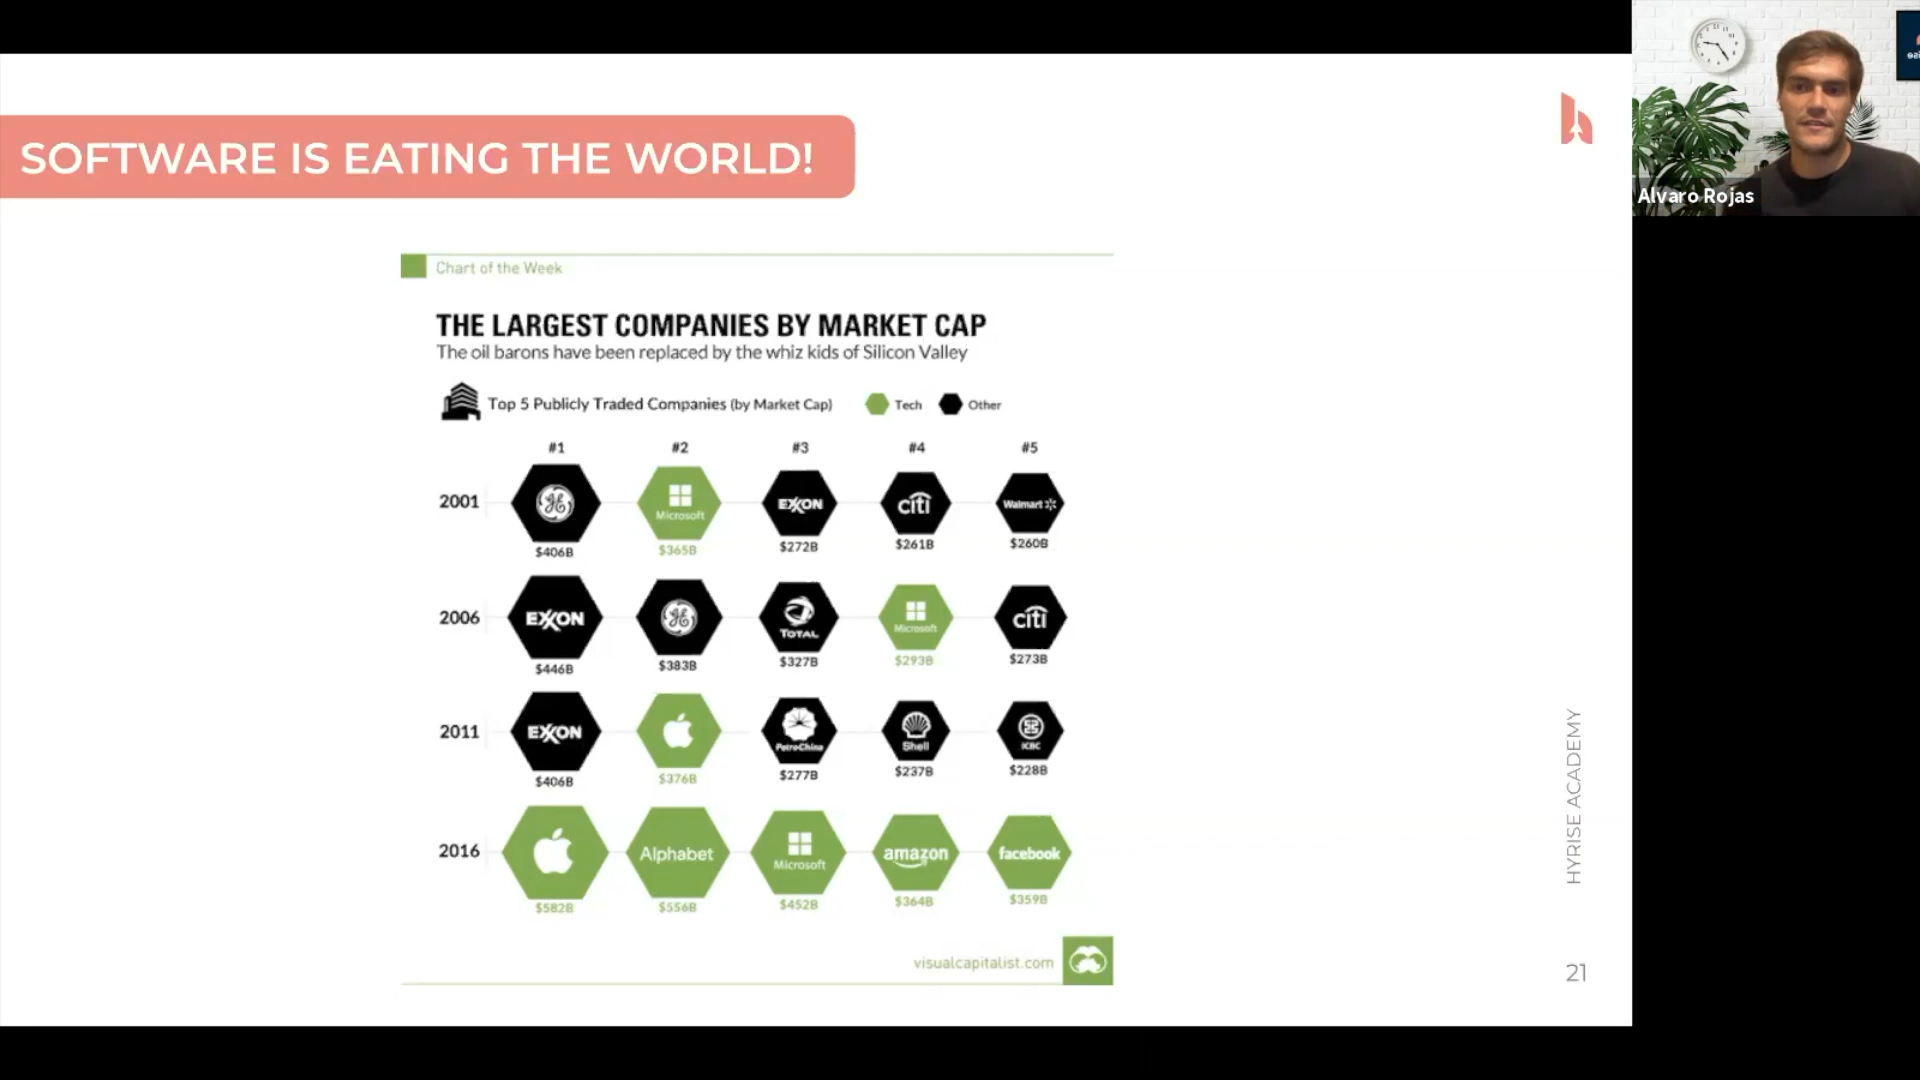 SOFTWARE IS EATING THE WORLD!
Alvaro Rojas
Chart of the Week
THE LARGEST COMPANIES BY MARKET CAP
The oil barons have been replaced by the whiz kids of Silicon Valley
Top 5 Publicly Traded Companies (by Market Cap) Tech Other
#1 #2 #3 #4 #5
2001 GE Microsoft EXXON citi Walmart
$406B $365B $272B $261B $260B
2006 EXXON GE TOTAL Microsoft citi
$446B $383B $327B $293B $273B
2011 EXXON PetroChina Shell ICBC
$406B $376B $277B $237B $228B
2016 Alphabet Microsoft amazon facebook
$582B $556B $452B $364B $359B
visualcapitalist.com
HYRISE ACADEMY
21